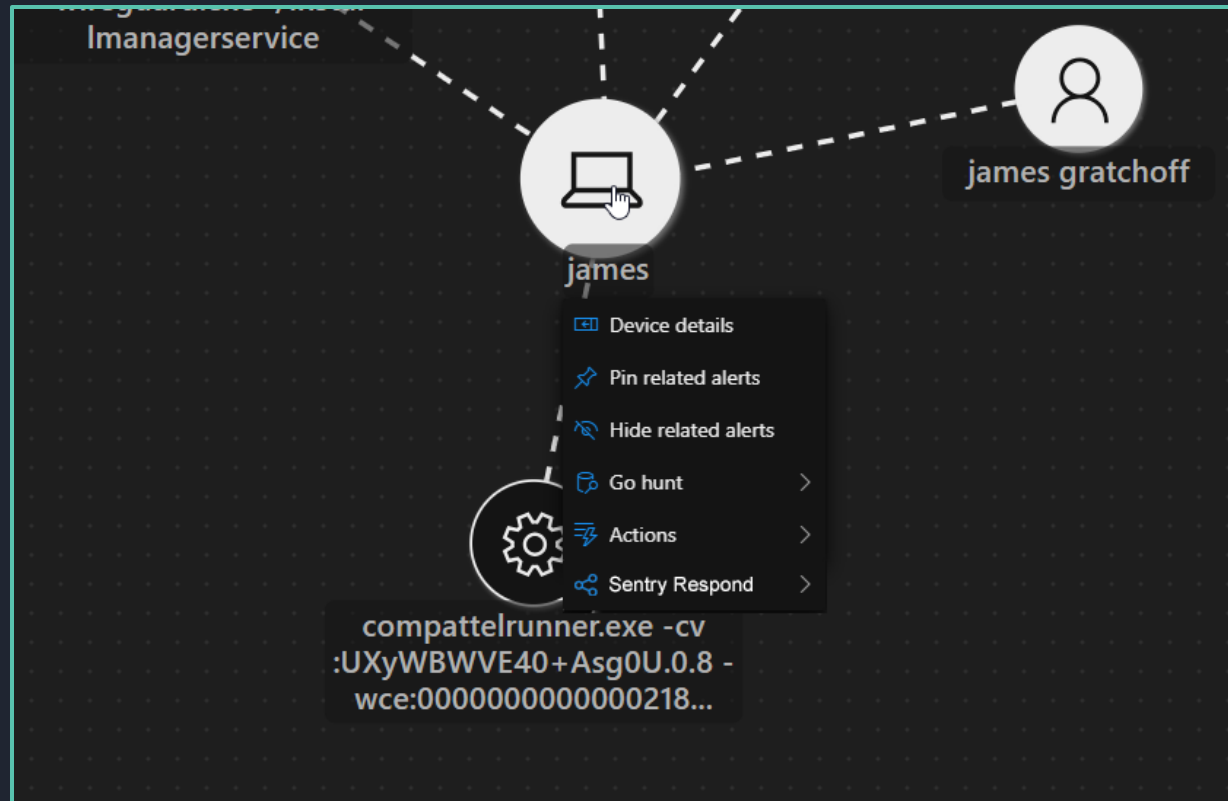 lmanagerservice
james gratchoff
james
Device details
Pin related alerts
Hide related alerts
Go hunt
Actions
Sentry Respond
compattelrunner.exe -cv
:UXyWBWVE40+Asg0U.0.8 -
wce:0000000000000218...